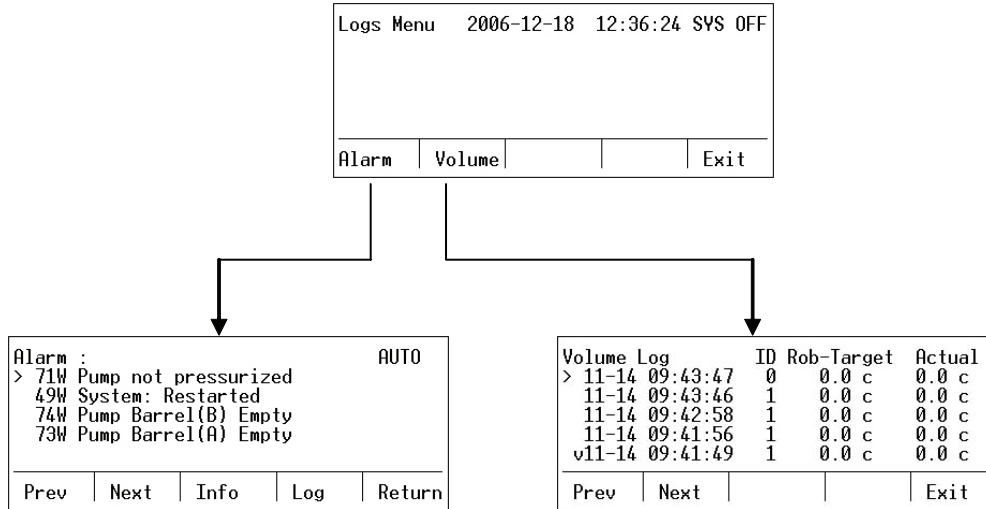 Logs Menu 2006-12-18 12:36:24 SYS OFF
Alarm Volume Exit
Alarm : AUTO
> 71W Pump not pressurized
49W System: Restarted
74W Pump Barrel(B) Empty
73W Pump Barrel(A) Empty
Prev Next Info Log Return
Volume Log ID Rob-Target Actual
> 11-14 09:43:47 0 0.0 c 0.0 c
11-14 09:43:46 1 0.0 c 0.0 c
11-14 09:42:58 1 0.0 c 0.0 c
11-14 09:41:56 1 0.0 c 0.0 c
v11-14 09:41:49 1 0.0 c 0.0 c
Prev Next Exit